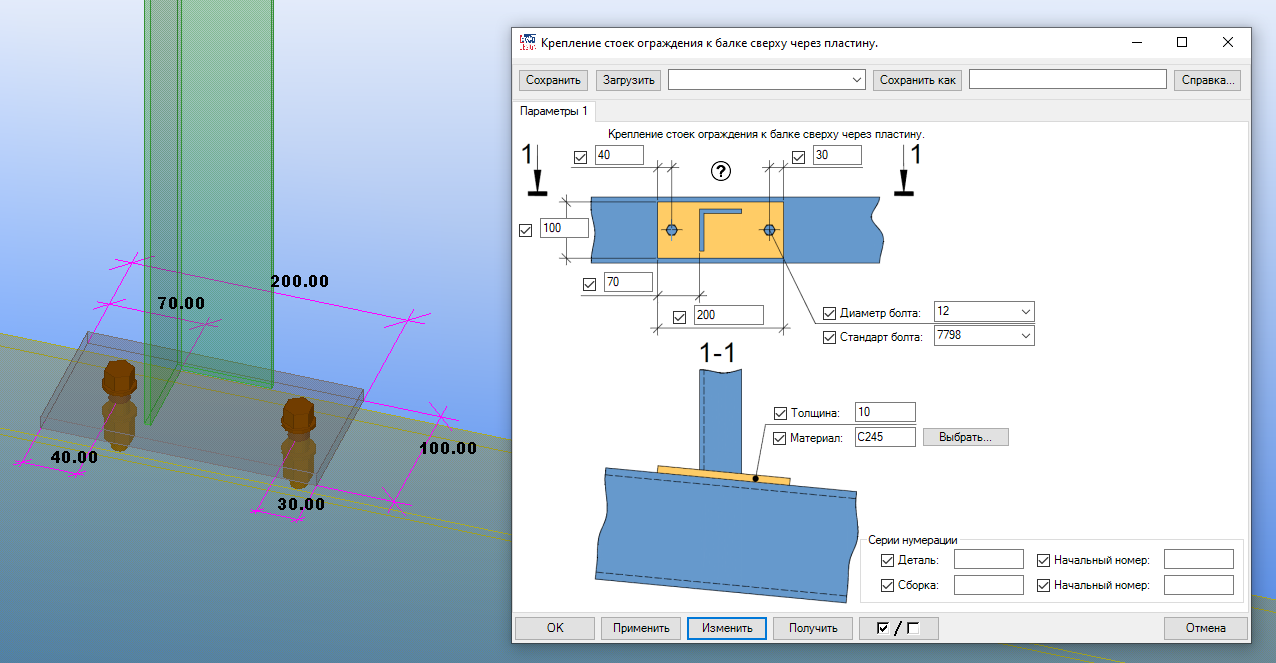 200.00
70.00
40.00
100.00
30.00
Крепление стоек ограждения к балке сверху через пластину.
Сохранить Загрузить Сохранить как Справка...
Параметры 1
Крепление стоек ограждения к балке сверху через пластину.
1 40 ? 30 1
100
70
200
Диаметр болта: 12
Стандарт болта: 7798
1-1
Толщина: 10
Материал: C245 Выбрать...
Серии нумерации
Деталь: Начальный номер:
Сборка: Начальный номер:
OK Применить Изменить Получить / Отмена